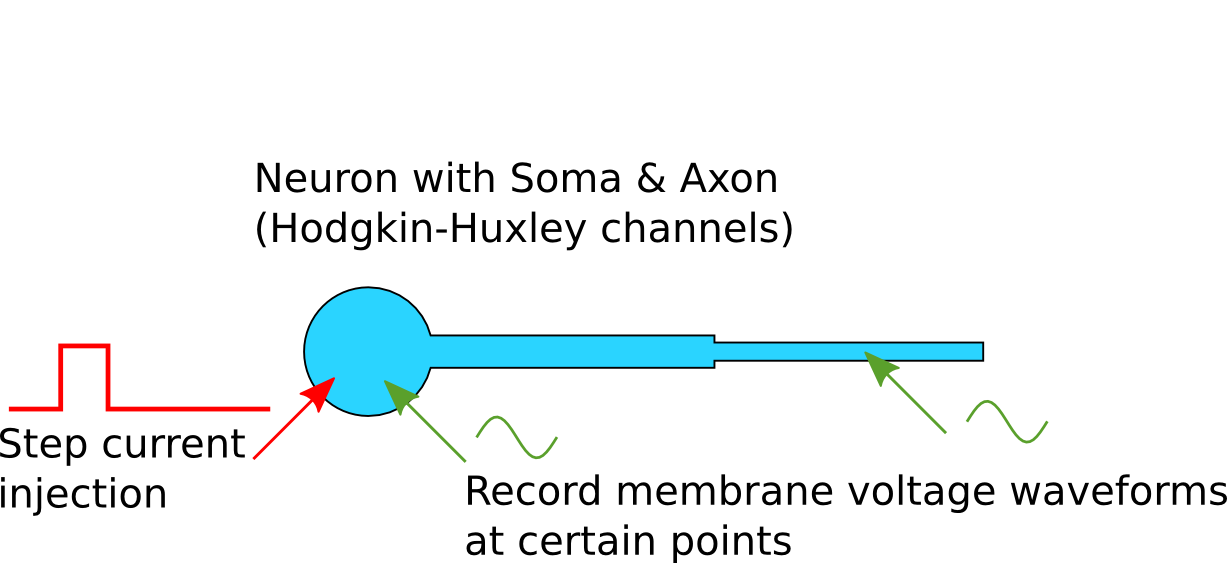 Neuron with Soma & Axon
(Hodgkin-Huxley channels)
Step current
injection
Record membrane voltage waveforms
at certain points